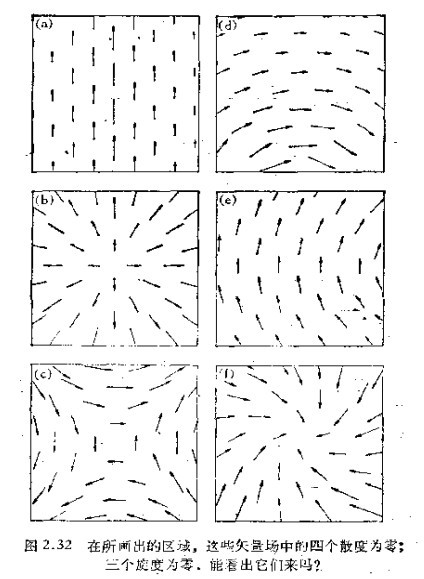 (a)
(d)
(b)
(e)
(c)
(f)
图 2.32 在所画出的区域,这些矢量场中的四个散度为零;
三个旋度为零. 能看出它们来吗?